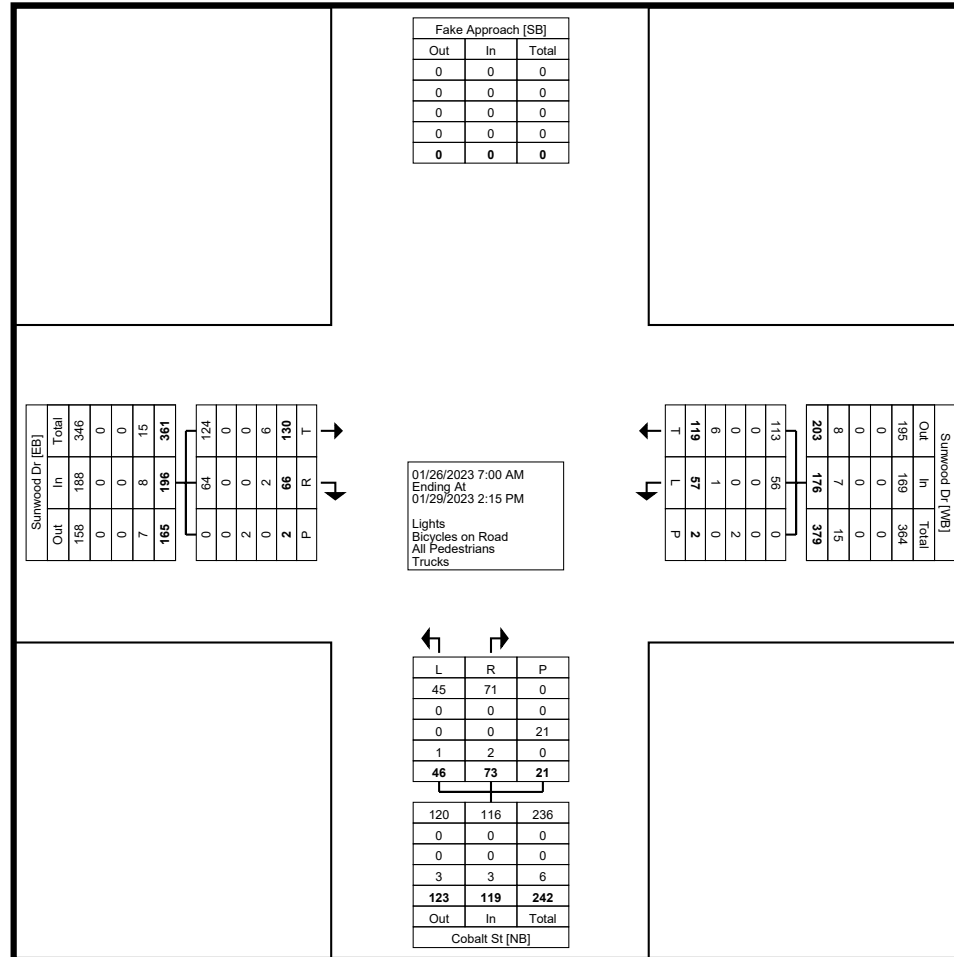 Fake Approach [SB]
Out In Total
0 0 0
0 0 0
0 0 0
0 0 0
0 0 0
Sunwood Dr [EB]
Total In Out
346 188 158
0 0 0
0 0 0
15 8 7
361 196 165
124 64 0
0 0 0
0 0 2
6 2 0
130 66 2
T R P
01/26/2023 7:00 AM
Ending At
01/29/2023 2:15 PM
Lights
Bicycles on Road
All Pedestrians
Trucks
Sunwood Dr [WB]
Out In Total
195 169 364
0 0 0
0 0 0
8 7 15
203 176 379
113 56 0
0 0 0
0 0 2
6 1 0
119 57 2
T L P
L R P
45 71 0
0 0 0
0 0 21
1 2 0
46 73 21
120 116 236
0 0 0
0 0 0
3 3 6
123 119 242
Out In Total
Cobalt St [NB]